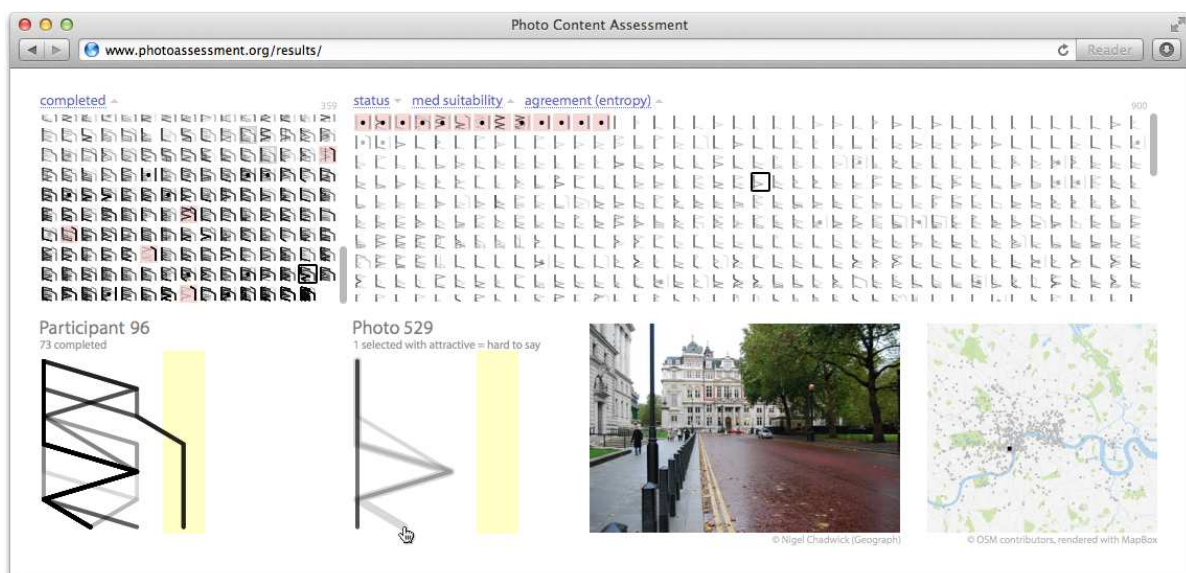 Photo Content Assessment
www.photoassessment.org/results/
Reader
completed
359
status med suitability agreement (entropy)
900
Participant 96
73 completed
Photo 529
1 selected with attractive = hard to say
© Nigel Chadwick (Geograph)
© OSM contributors, rendered with MapBox